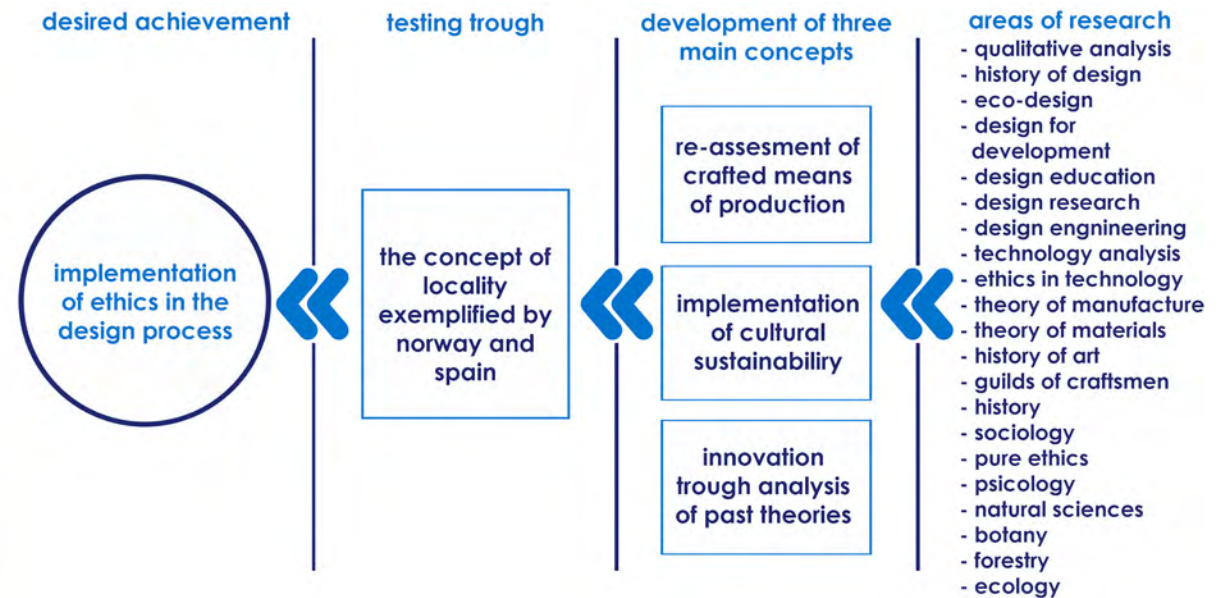 desired achievement
implementation
of ethics in the
design process
testing trough
the concept of
locality
exemplified by
norway and
spain
development of three
main concepts
re-assesment of
crafted means
of production
implementation
of cultural
sustainabiliry
innovation
trough analysis
of past theories
areas of research
- qualitative analysis
- history of design
- eco-design
- design for
development
- design education
- design research
- design engnineering
- technology analysis
- ethics in technology
- theory of manufacture
- theory of materials
- history of art
- guilds of craftsmen
- history
- sociology
- pure ethics
- psicology
- natural sciences
- botany
- forestry
- ecology